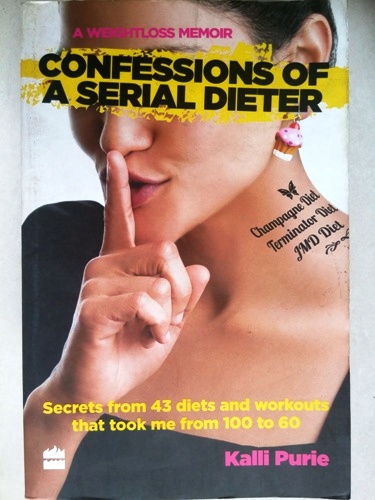 A WEIGHTLOSS MEMOIR
CONFESSIONS OF
A SERIAL DIETER
Champagne Diet
Terminator Diet
JMD Diet
Secrets from 43 diets and workouts
that took me from 100 to 60
Kalli Purie